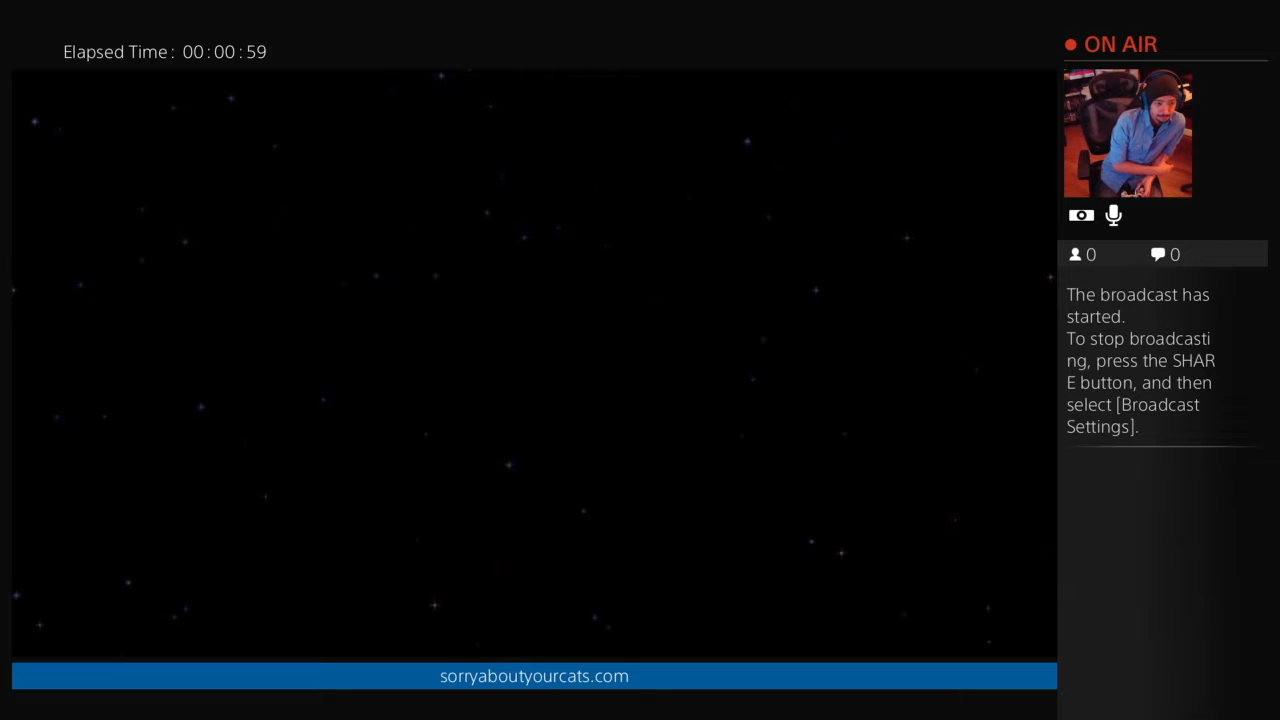 Elapsed Time: 00:00:59
ON AIR
0 0
The broadcast has
started.
To stop broadcasti
ng, press the SHAR
E button, and then
select [Broadcast
Settings].
sorryaboutyourcats.com